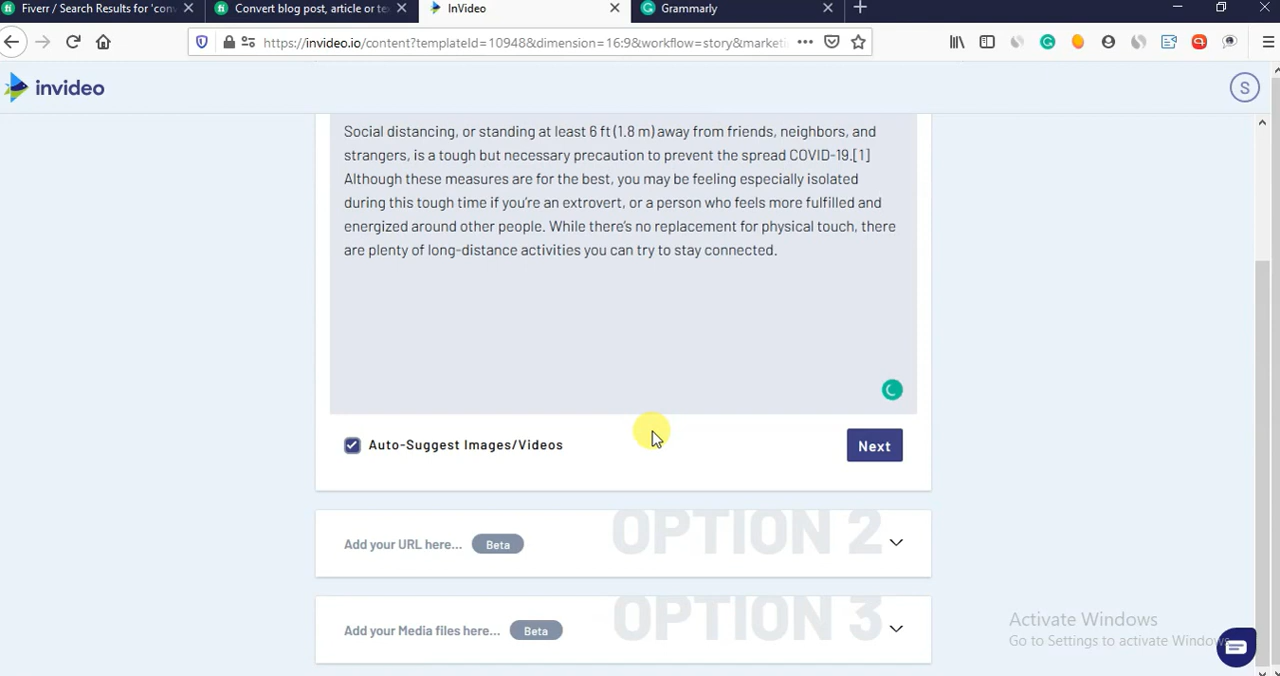 Fiverr / Search Results for 'conv
Convert blog post, article or te
InVideo
Grammarly
https://invideo.io/content?templateId=10948&dimension=16:9&workflow=story&marketi
invideo
S
Social distancing, or standing at least 6 ft (1.8 m) away from friends, neighbors, and
strangers, is a tough but necessary precaution to prevent the spread COVID-19.[1]
Although these measures are for the best, you may be feeling especially isolated
during this tough time if you're an extrovert, or a person who feels more fulfilled and
energized around other people. While there's no replacement for physical touch, there
are plenty of long-distance activities you can try to stay connected.
Auto-Suggest Images/Videos
Next
Add your URL here... Beta OPTION 2
Add your Media files here... Beta OPTION 3
Activate Windows
Go to Settings to activate Windows.